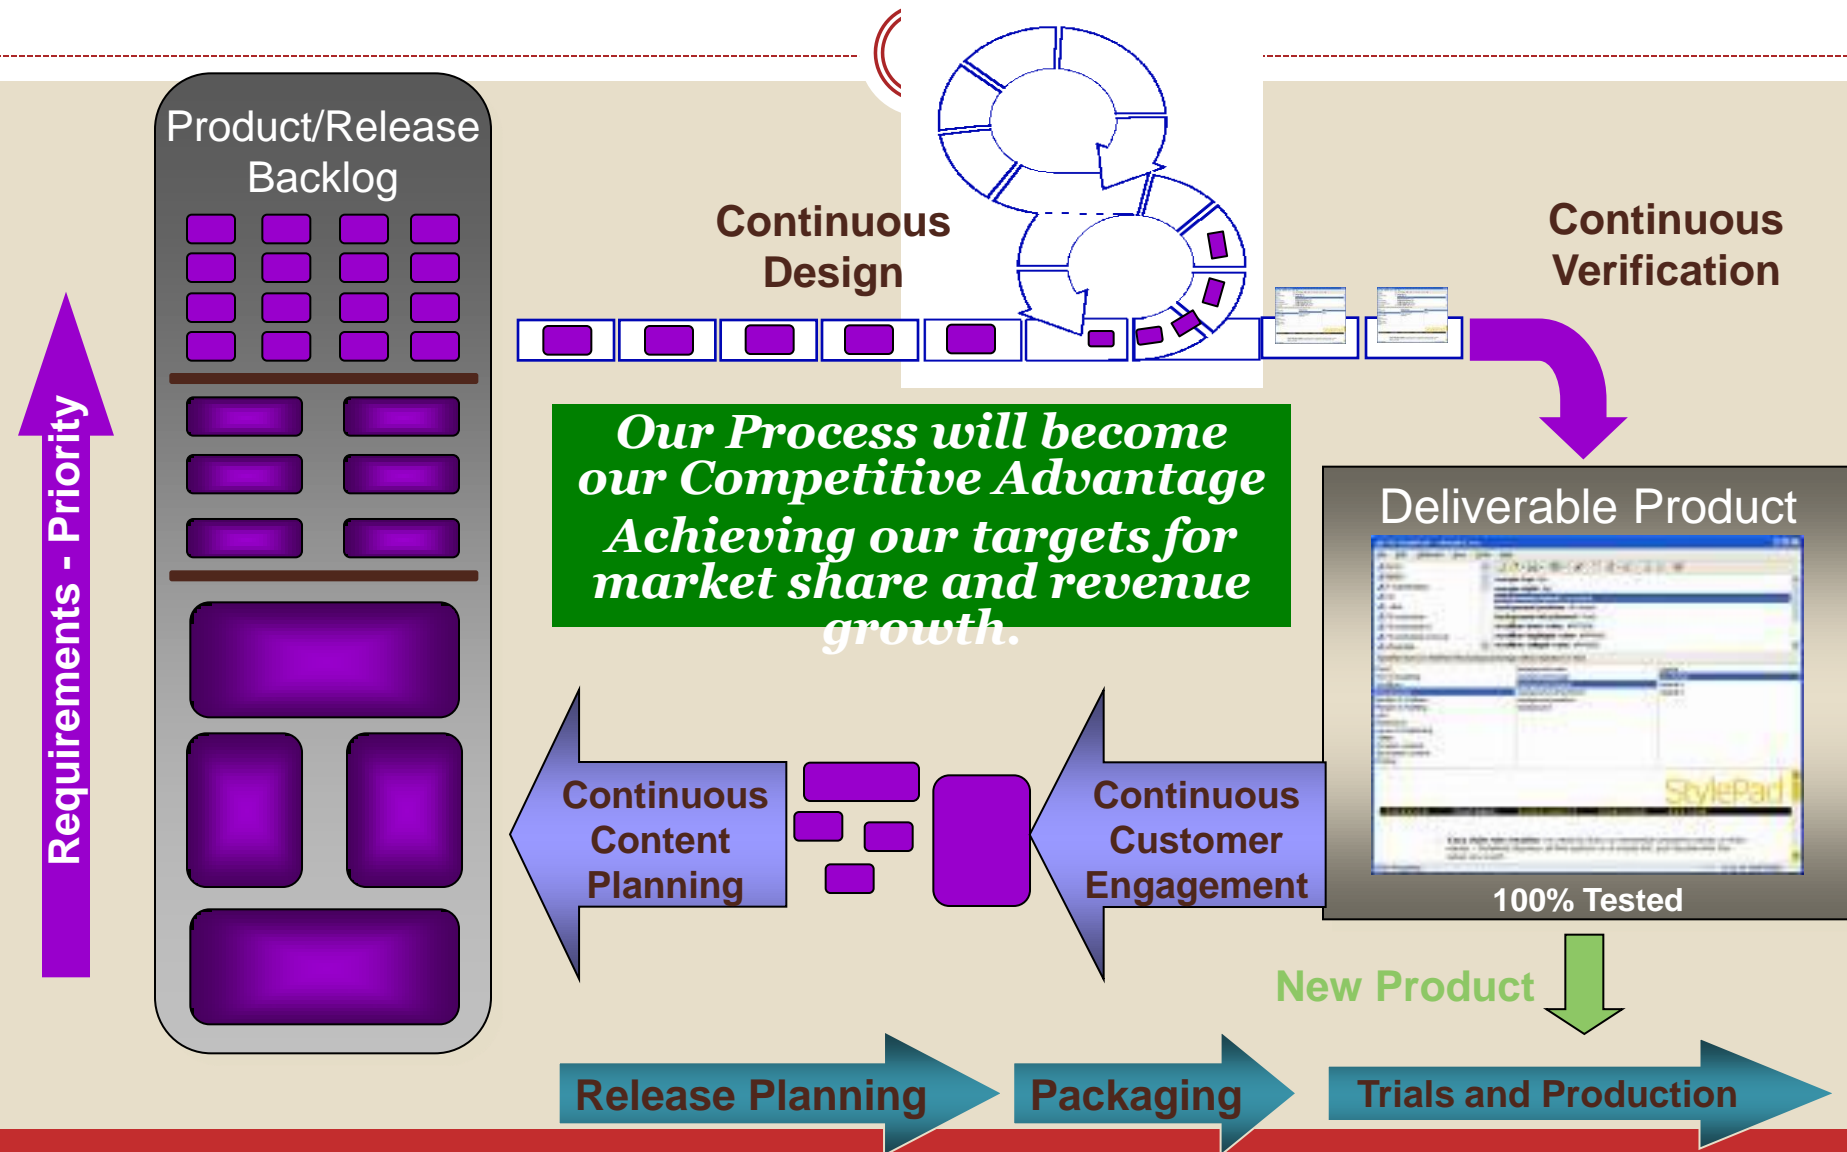 Product/Release
Backlog
Requirements - Priority
Continuous
Design
Continuous
Verification
Our Process will become
our Competitive Advantage
Achieving our targets for
market share and revenue
growth.
Deliverable Product
StylePad
100% Tested
Continuous
Content
Planning
Continuous
Customer
Engagement
New Product
Release Planning
Packaging
Trials and Production